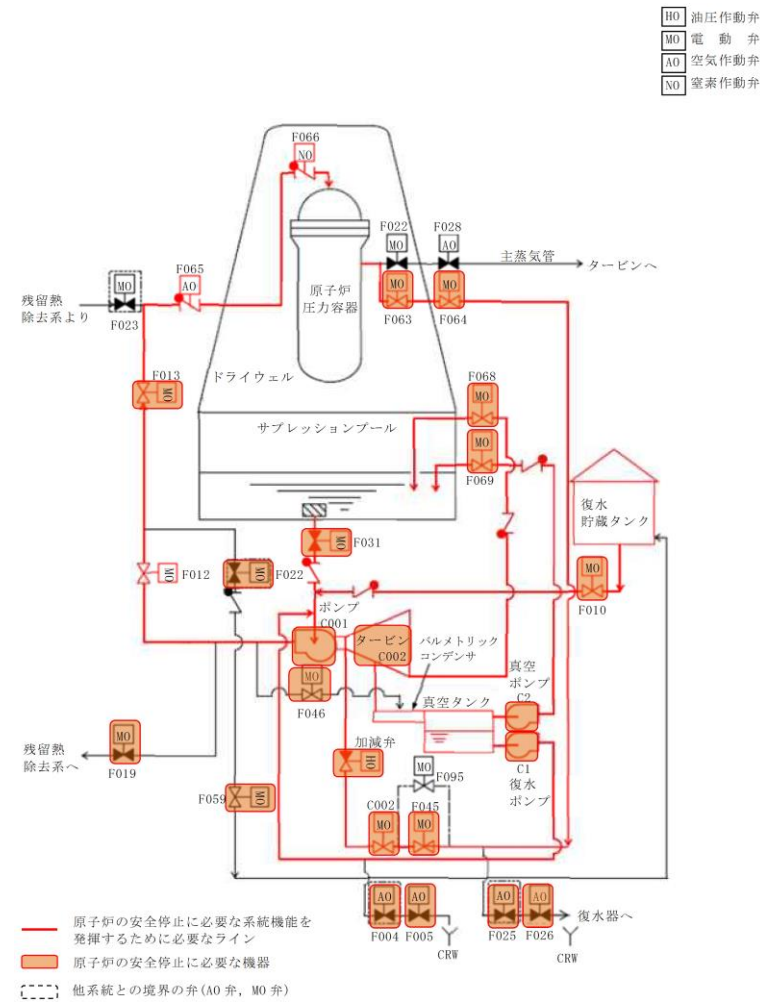 HO 油圧作動弁
MO 電動弁
AO 空気作動弁
NO 窒素作動弁
F066
NO
F022
MO
F028
AO
主蒸気管
タービンへ
F065
AO
MO
残留熱
除去系より
F023
原子炉
圧力容器
MO
F063
MO
F064
F013
MO
ドライウェル
F068
MO
サプレッションプール
MO
F069
復水
貯蔵タンク
F031
MO
F012
MO
F022
MO
MO
F010
ポンプ
C001
タービン
C002
バルメトリック
コンデンサ
真空
ポンプ
C2
MO
F046
真空タンク
残留熱
除去系へ
MO
F019
加減弁
HO
MO
F095
C1
復水
ポンプ
F059
MO
C002
MO
F045
MO
AO
F004
AO
F005
CRW
AO
F025
AO
F026
復水器へ
CRW
原子炉の安全停止に必要な系統機能を
発揮するために必要なライン
原子炉の安全停止に必要な機器
他系統との境界の弁(AO 弁, MO 弁)